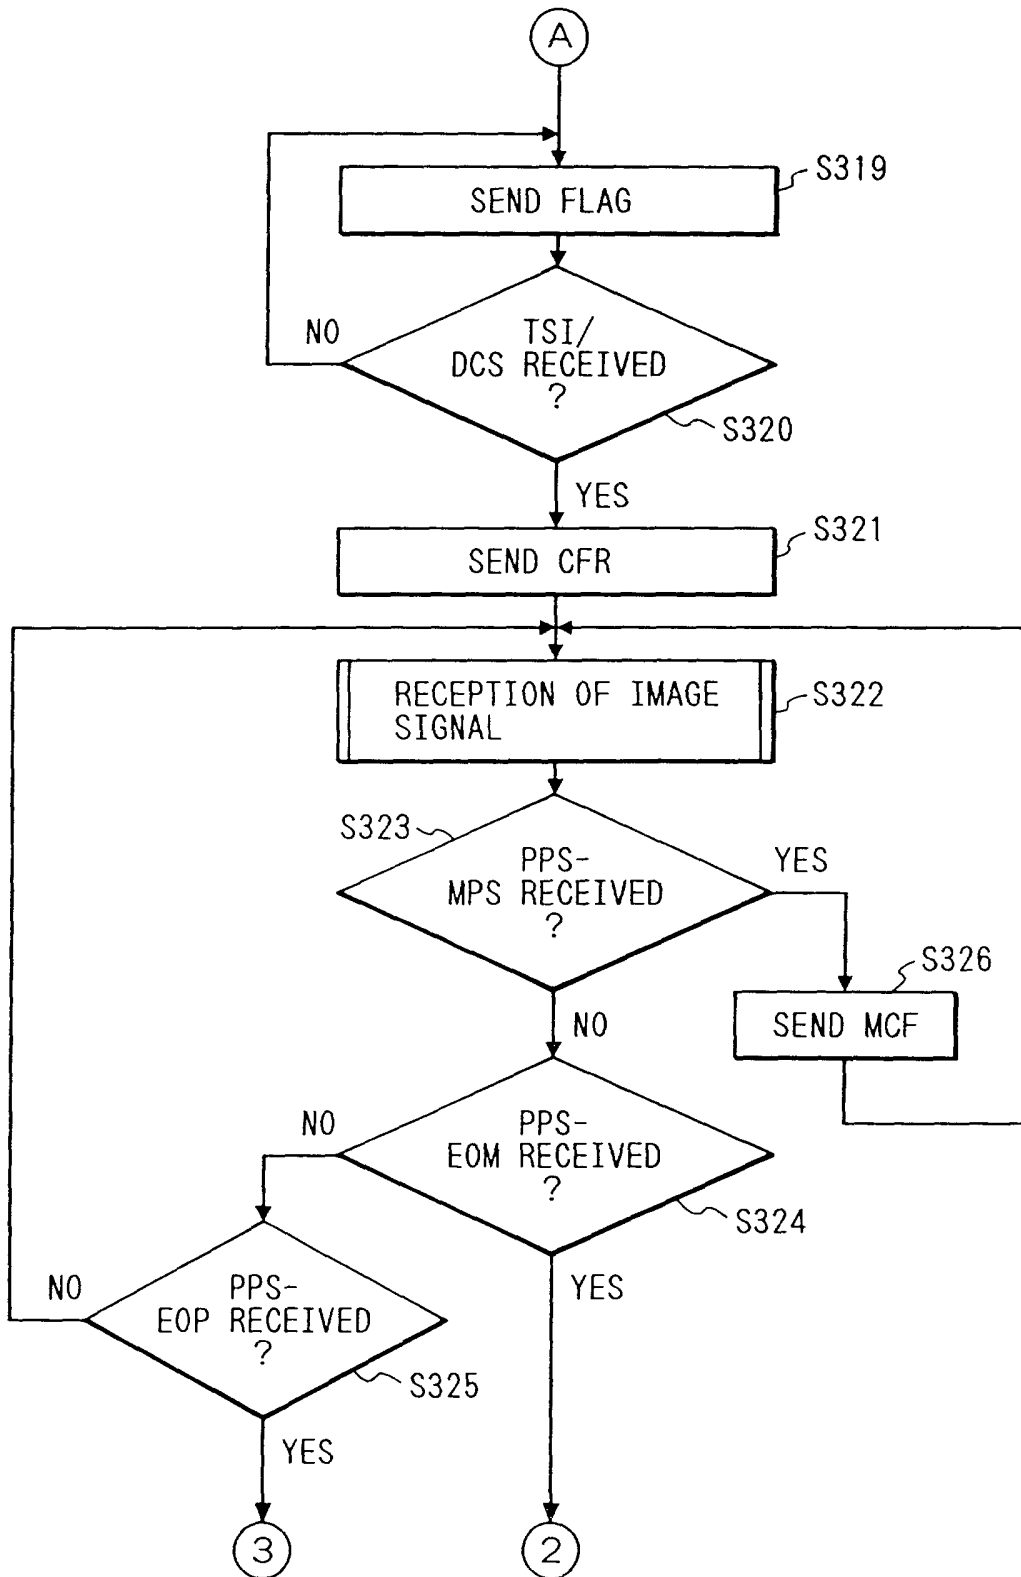 A
S319
SEND FLAG
NO
TSI/
DCS RECEIVED
?
S320
YES
S321
SEND CFR
RECEPTION OF IMAGE
SIGNAL
S322
S323
PPS-
MPS RECEIVED
?
YES
S326
SEND MCF
NO
NO
PPS-
EOM RECEIVED
?
S324
YES
NO
PPS-
EOP RECEIVED
?
S325
YES
3
2